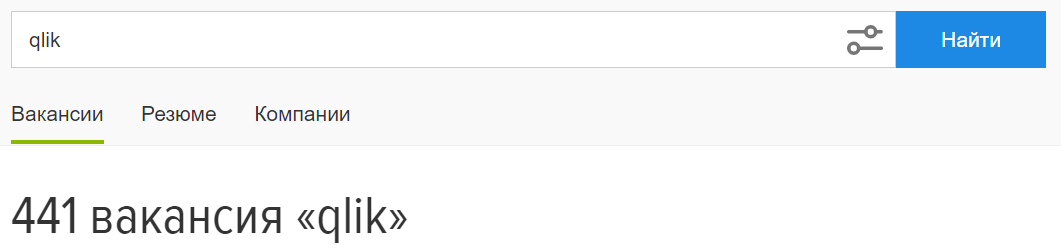 qlik
Найти
Вакансии Резюме Компании
441 вакансия «qlik»